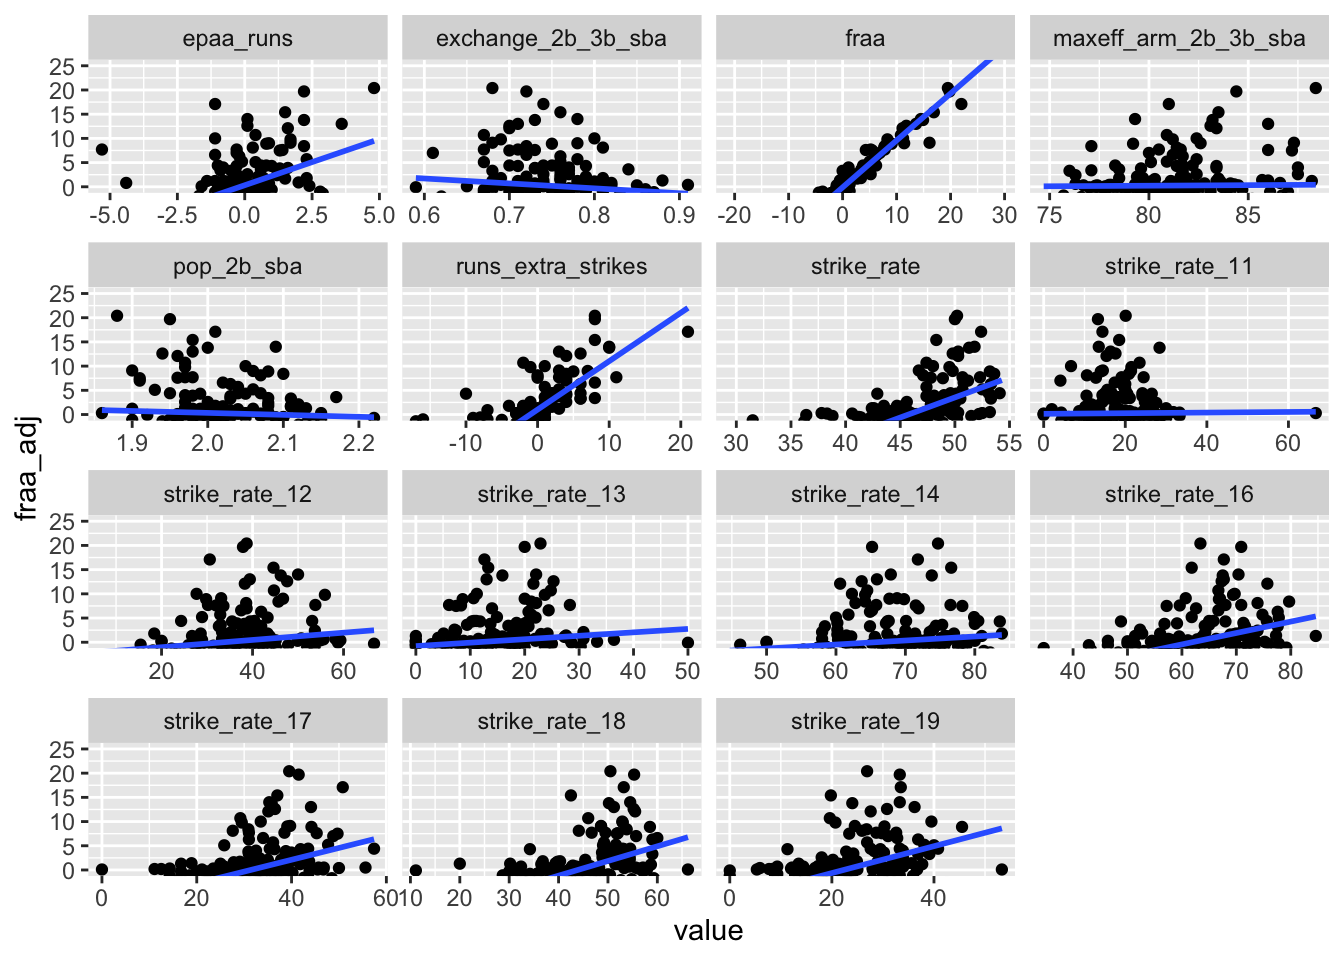 epaa_runs exchange_2b_3b_sba fraa maxeff_arm_2b_3b_sba
25
20
15
10
5
0
-5.0 -2.5 0.0 2.5 5.0 0.6 0.7 0.8 0.9 -20 -10 0 10 20 30 75 80 85
pop_2b_sba runs_extra_strikes strike_rate strike_rate_11
25
20
15
10
5
0
1.9 2.0 2.1 2.2 -10 0 10 20 30 35 40 45 50 55 0 20 40 60
fraa_adj
strike_rate_12 strike_rate_13 strike_rate_14 strike_rate_16
25
20
15
10
5
0
20 40 60 0 10 20 30 40 50 50 60 70 80 40 50 60 70 80
strike_rate_17 strike_rate_18 strike_rate_19
25
20
15
10
5
0
0 20 40 60 10 20 30 40 50 60 0 20 40
value